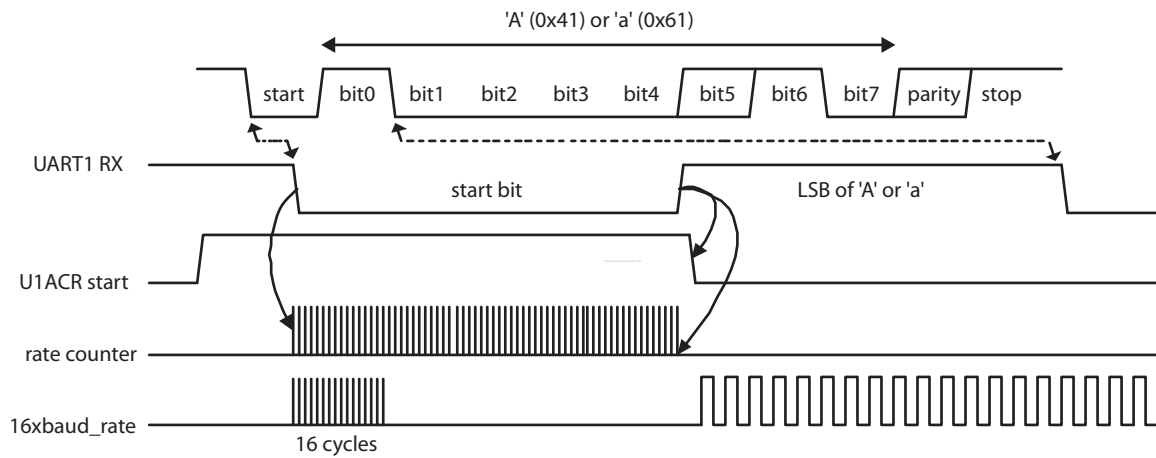 'A' (0x41) or 'a' (0x61)
start bit0 bit1 bit2 bit3 bit4 bit5 bit6 bit7 parity stop
UART1 RX
start bit
LSB of 'A' or 'a'
U1ACR start
rate counter
16xbaud_rate
16 cycles